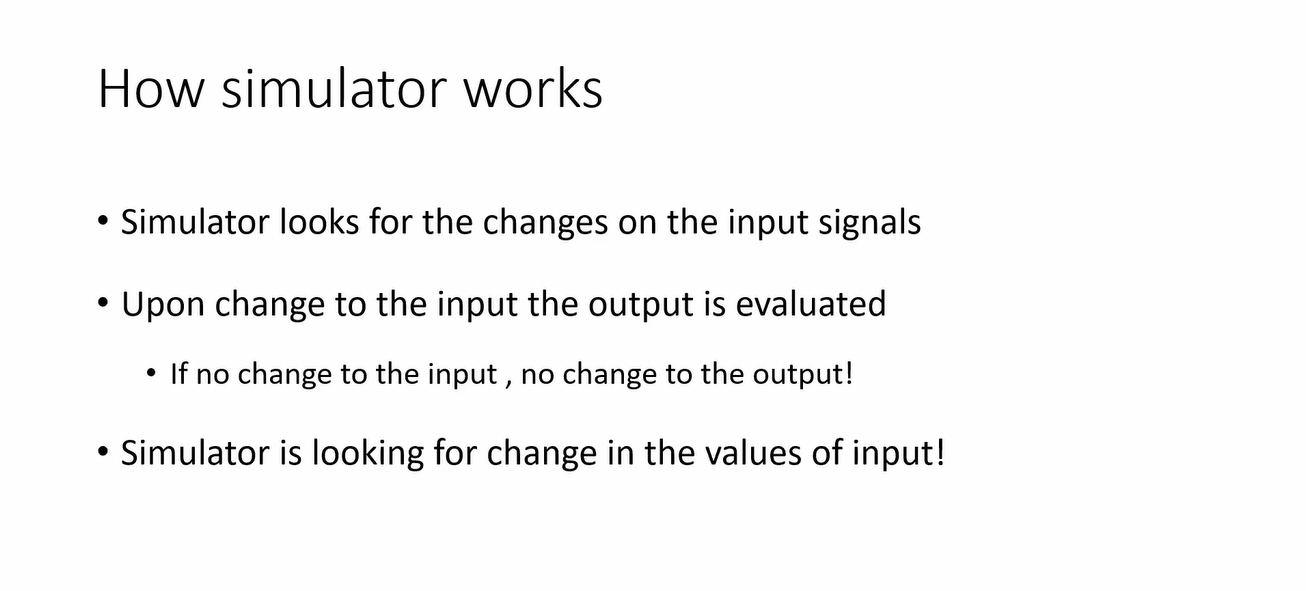 How simulator works
• Simulator looks for the changes on the input signals
• Upon change to the input the output is evaluated
• If no change to the input , no change to the output!
• Simulator is looking for change in the values of input!